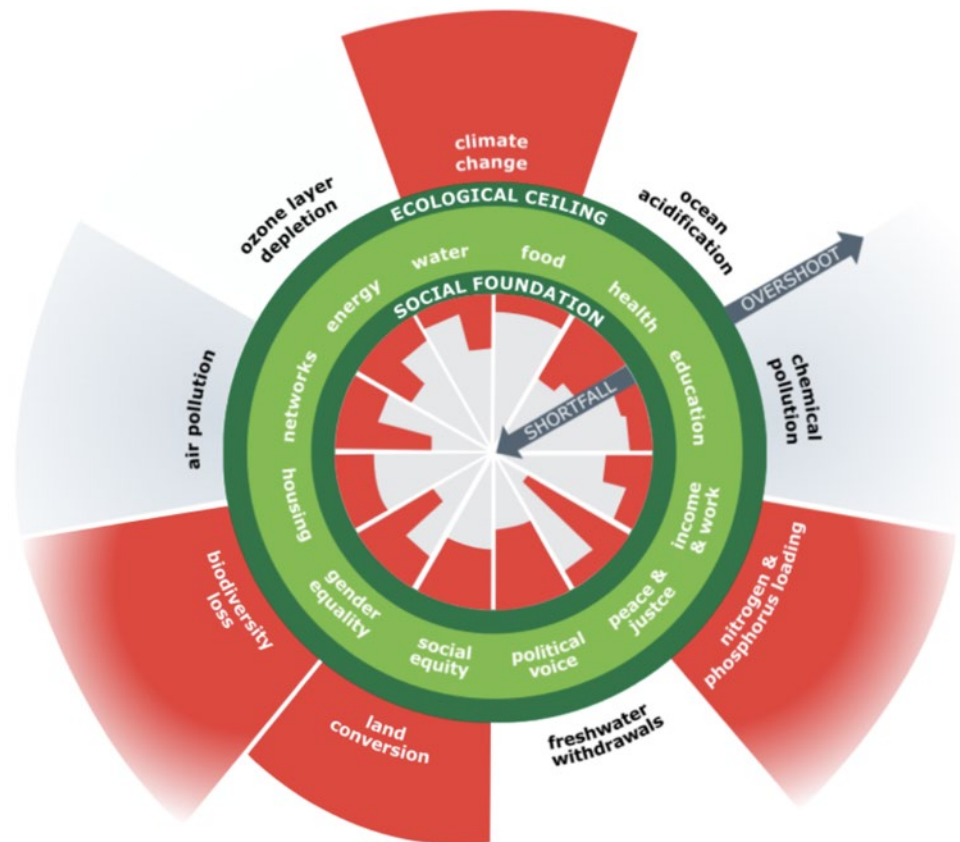 climate
change
ozone layer
depletion
ocean
acidification
ECOLOGICAL CEILING
OVERSHOOT
water
food
energy
health
SOCIAL FOUNDATION
networks
education
SHORTFALL
air pollution
chemical
pollution
housing
income
& work
biodiversity
loss
gender
equality
peace &
justce
nitrogen &
phosphorus loading
social
equity
political
voice
land
conversion
freshwater
withdrawals